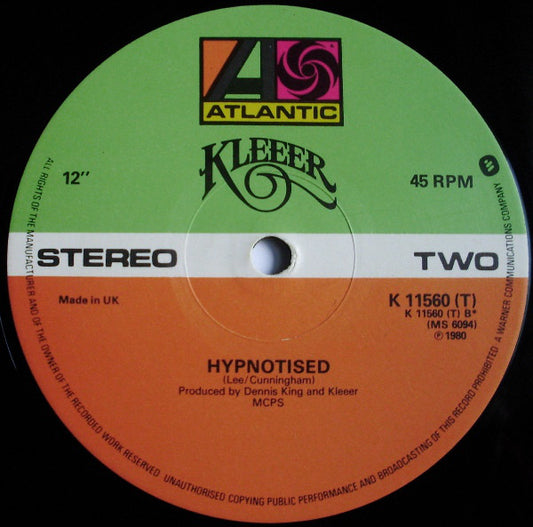 ATLANTIC
KLEEER
12"
45 RPM
STEREO
TWO
Made in UK
K 11560 (T)
K 11560 (T) B*
(MS 6094)
℗ 1980
HYPNOTISED
(Lee/Cunningham)
Produced by Dennis King and Kleeer
MCPS
ALL RIGHTS OF THE MANUFACTURER AND OF THE OWNER OF THE RECORDED WORK RESERVED UNAUTHORISED COPYING PUBLIC PERFORMANCE AND BROADCASTING OF THIS RECORD PROHIBITED A WARNER COMMUNICATIONS COMPANY